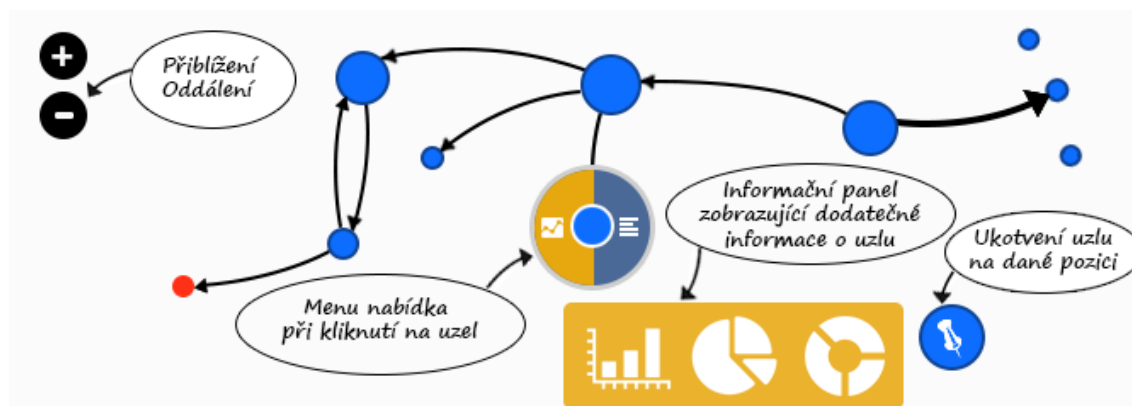 Přiblížení
Oddálení
Informační panel
zobrazující dodatečné
informace o uzlu
Ukotvení uzlu
na dané pozici
Menu nabídka
při kliknutí na uzel